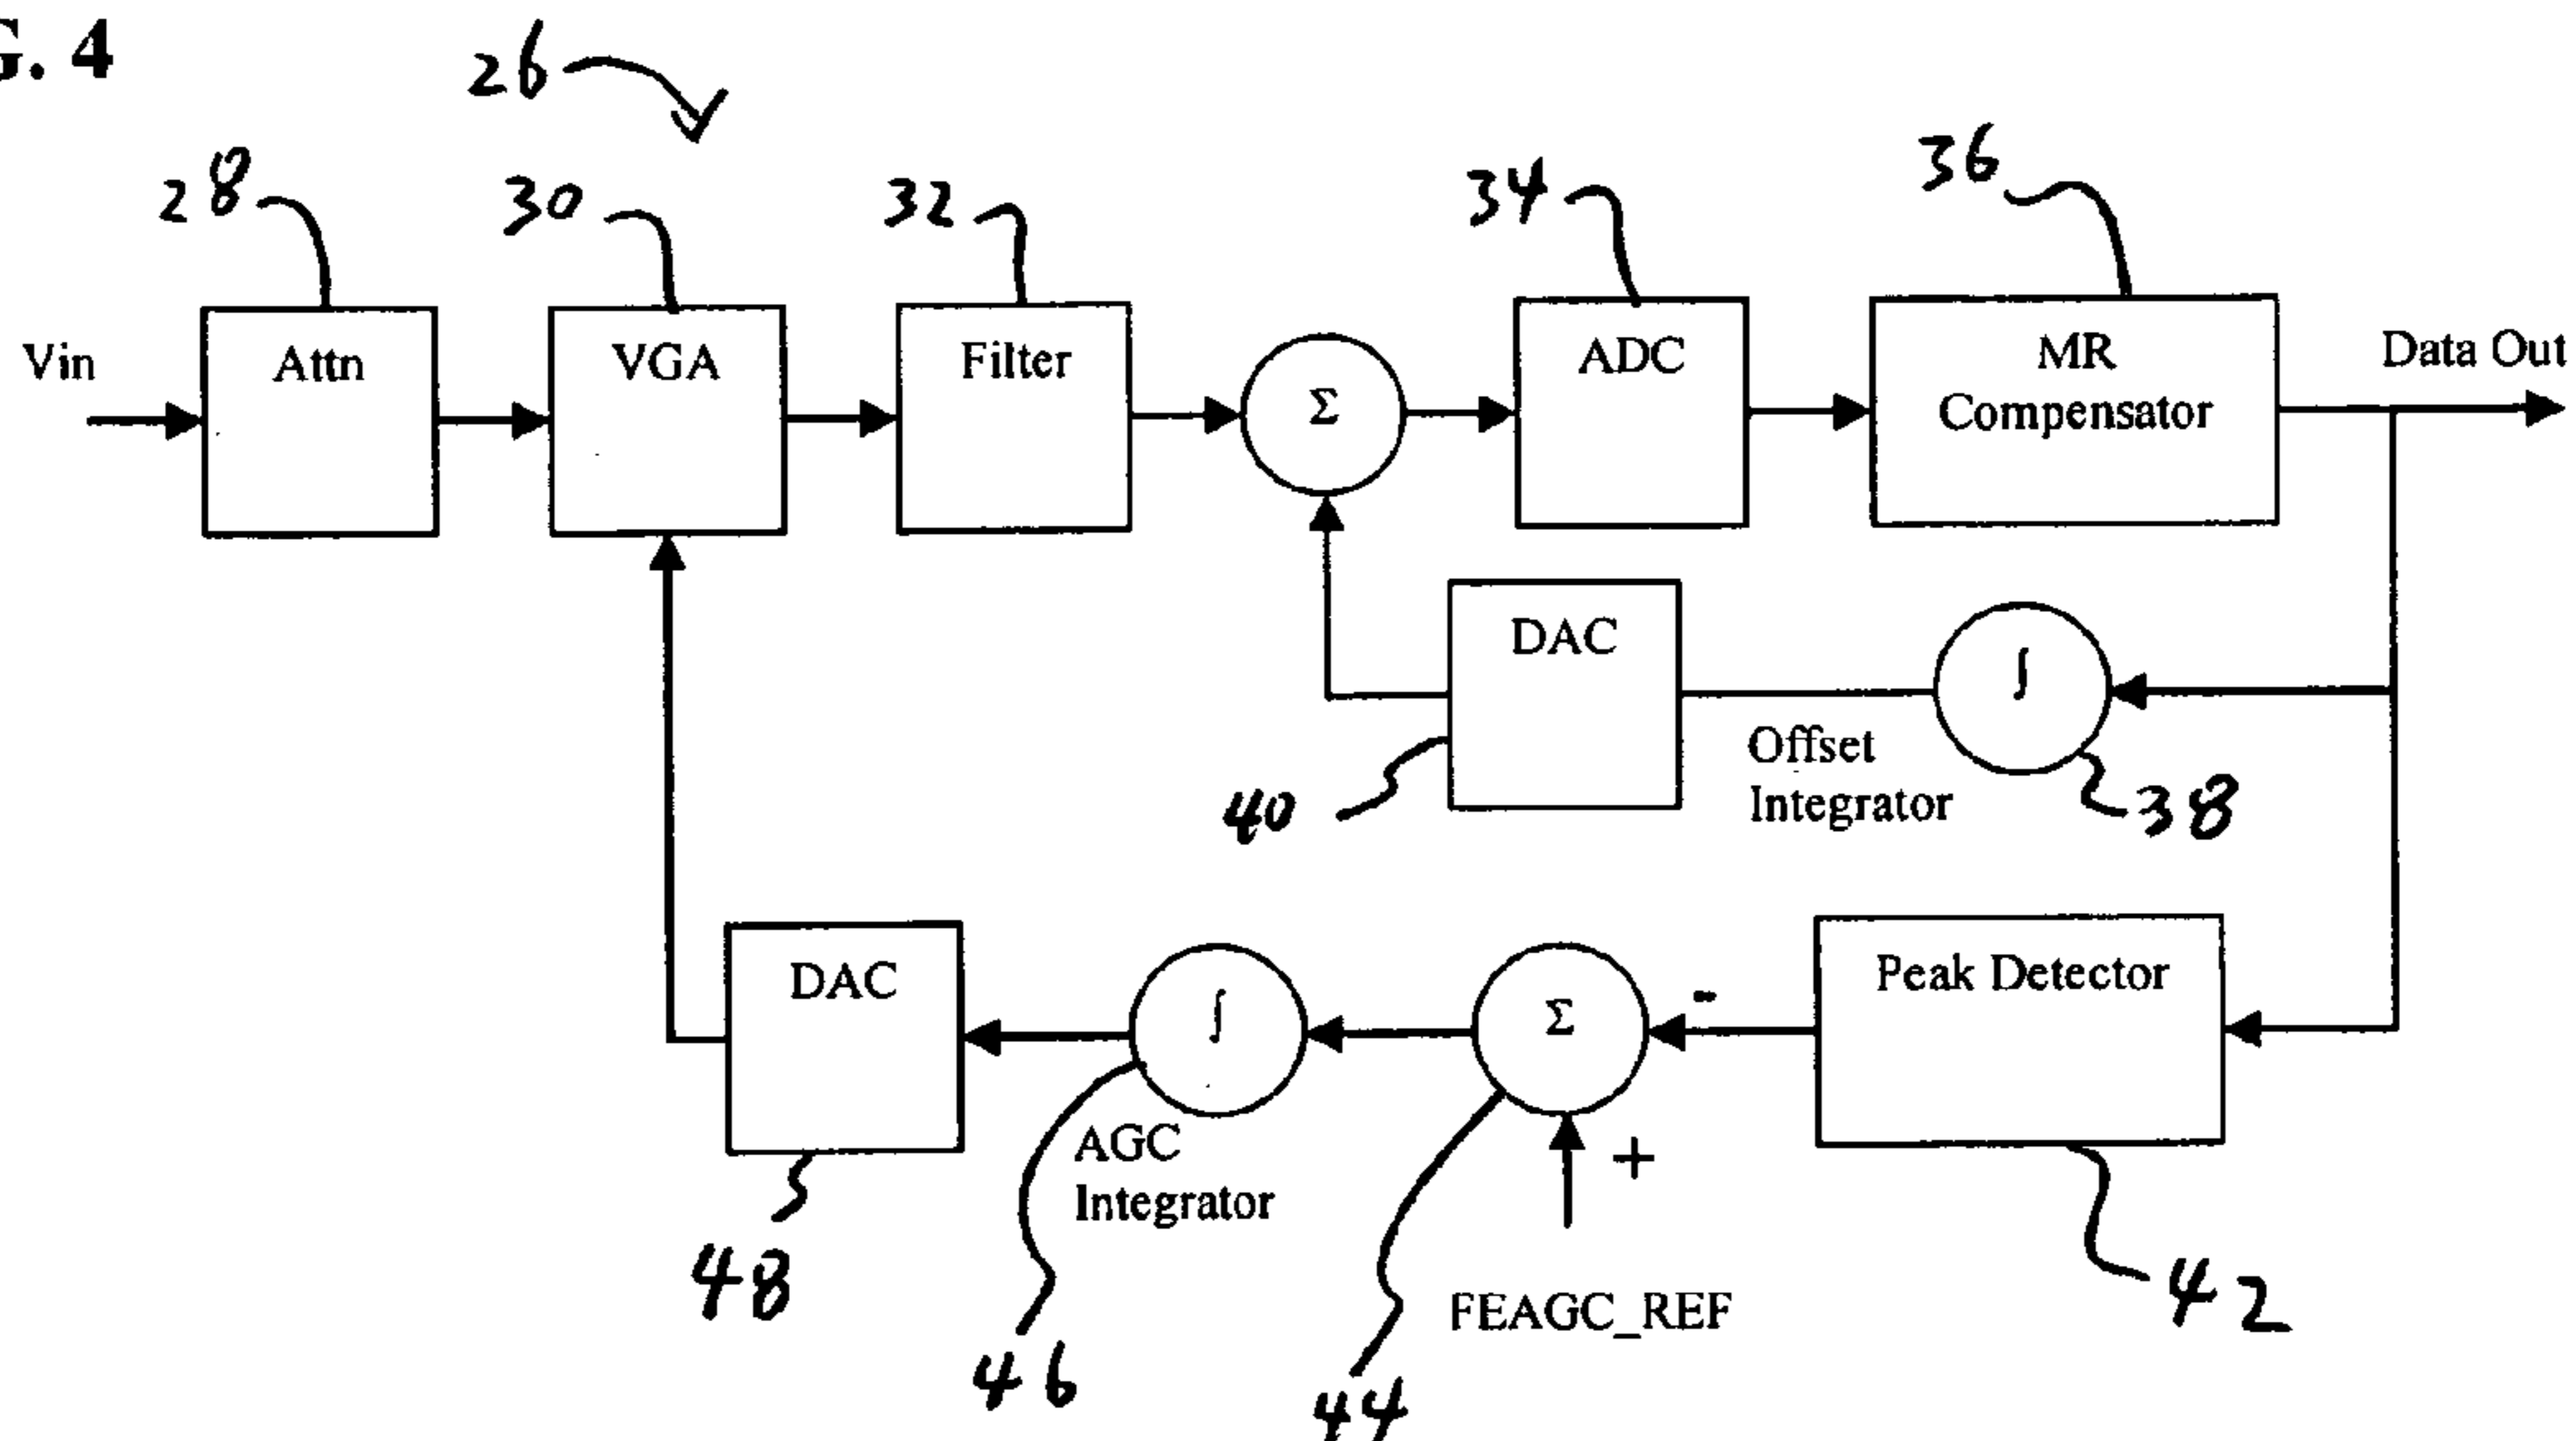 G. 4
26
28
30
32
34
36
Vin
Attn
VGA
Filter
Σ
ADC
MR
Compensator
Data Out
DAC
∫
Offset
Integrator
40
38
DAC
∫
Σ
-
Peak Detector
AGC
Integrator
+
FEAGC_REF
48
46
44
42